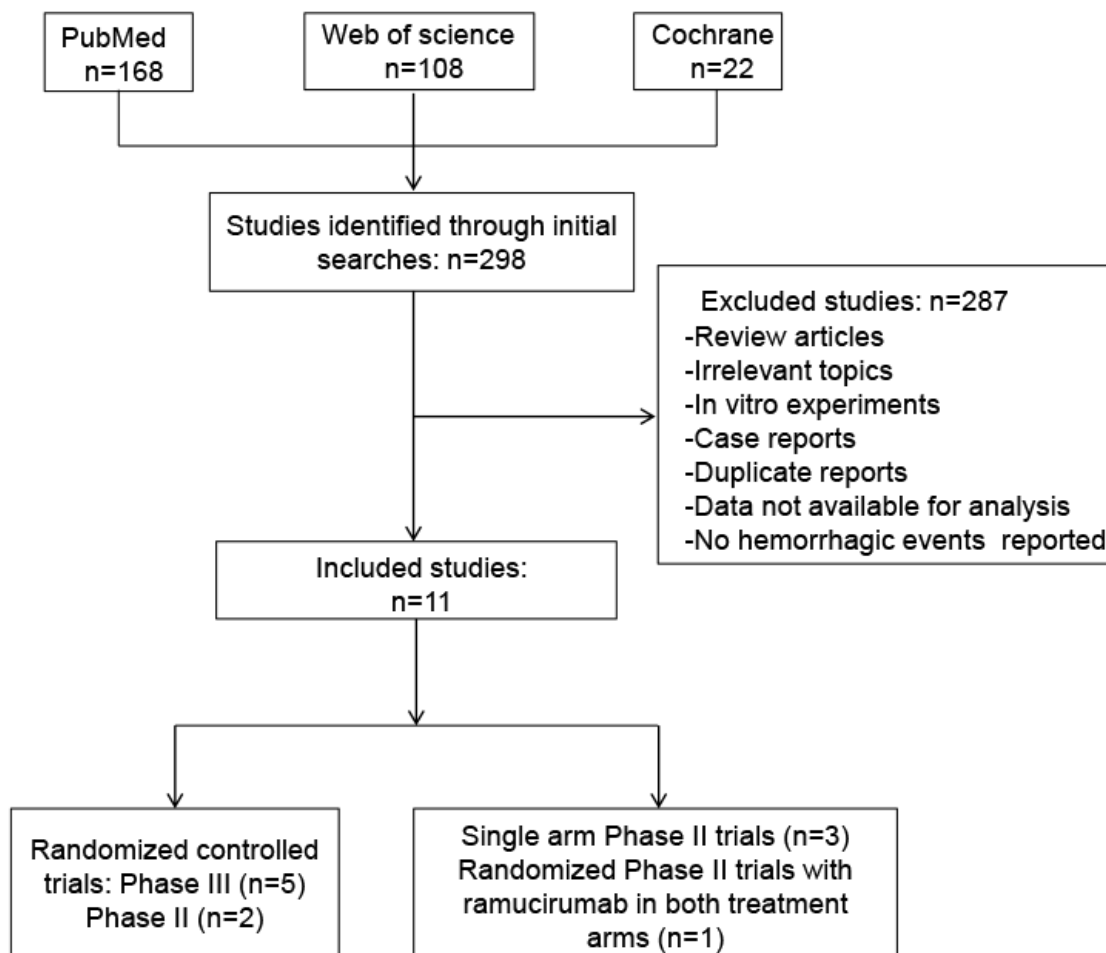 PubMed
n=168
Web of science
n=108
Cochrane
n=22
Studies identified through initial
searches: n=298
Excluded studies: n=287
-Review articles
-Irrelevant topics
-In vitro experiments
-Case reports
-Duplicate reports
-Data not available for analysis
-No hemorrhagic events reported
Included studies:
n=11
Randomized controlled
trials: Phase III (n=5)
Phase II (n=2)
Single arm Phase II trials (n=3)
Randomized Phase II trials with
ramucirumab in both treatment
arms (n=1)